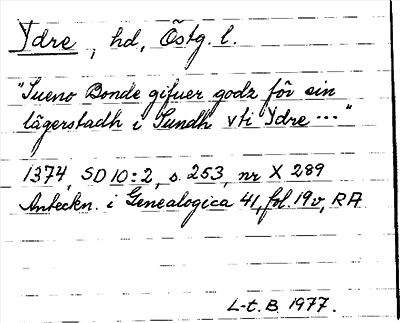 Ydre, hd, Östg. l.
"Sueno Bonde gifuer godz för sin
lägerstadh i Sundh vti Ydre ..."
1374, SD 10:2, s. 253, nr X 289
Anteckn. i Genealogica 41, fol. 19v, RA
L-t. B. 1977.